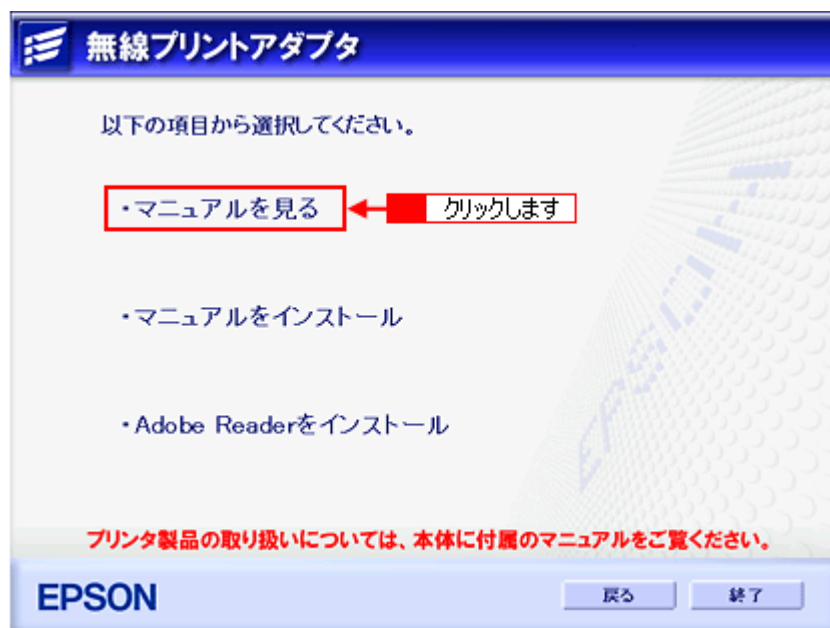 無線プリントアダプタ
以下の項目から選択してください。
・マニュアルを見る
クリックします
・マニュアルをインストール
・Adobe Readerをインストール
EPSON
プリンタ製品の取り扱いについては、本体に付属のマニュアルをご覧ください。
EPSON
戻る
終了